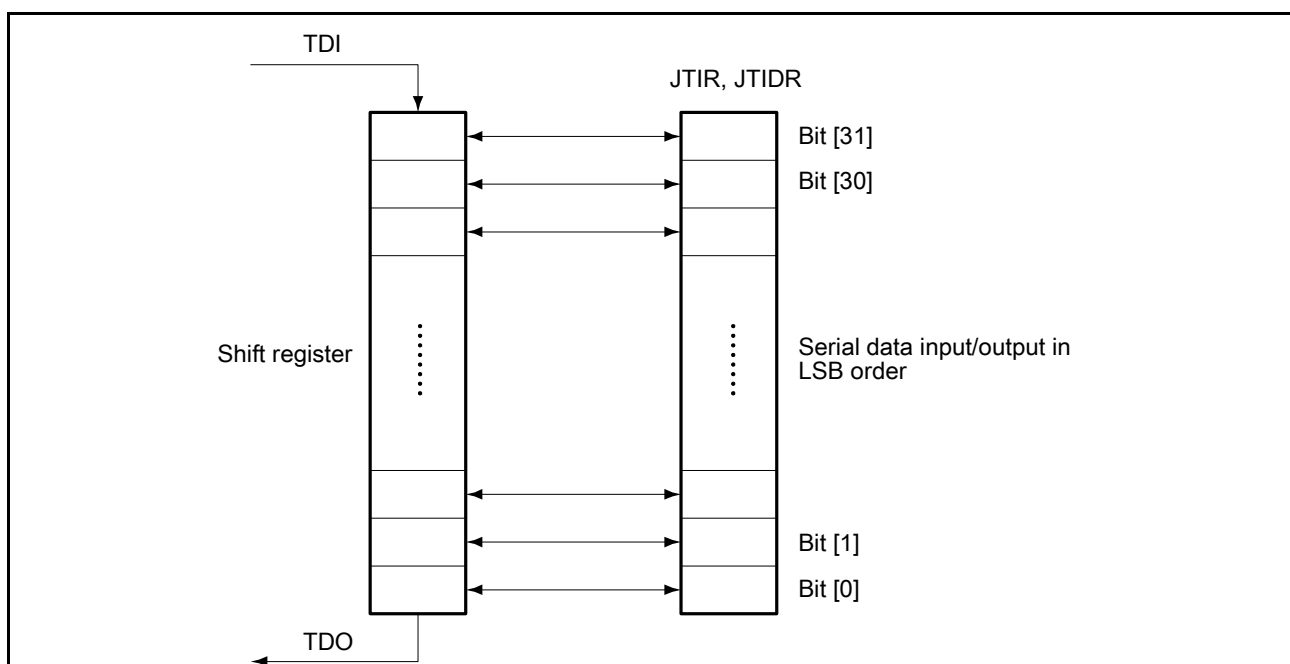 TDI
JTIR, JTIDR
Bit [31]
Bit [30]
Shift register
Serial data input/output in
LSB order
Bit [1]
Bit [0]
TDO